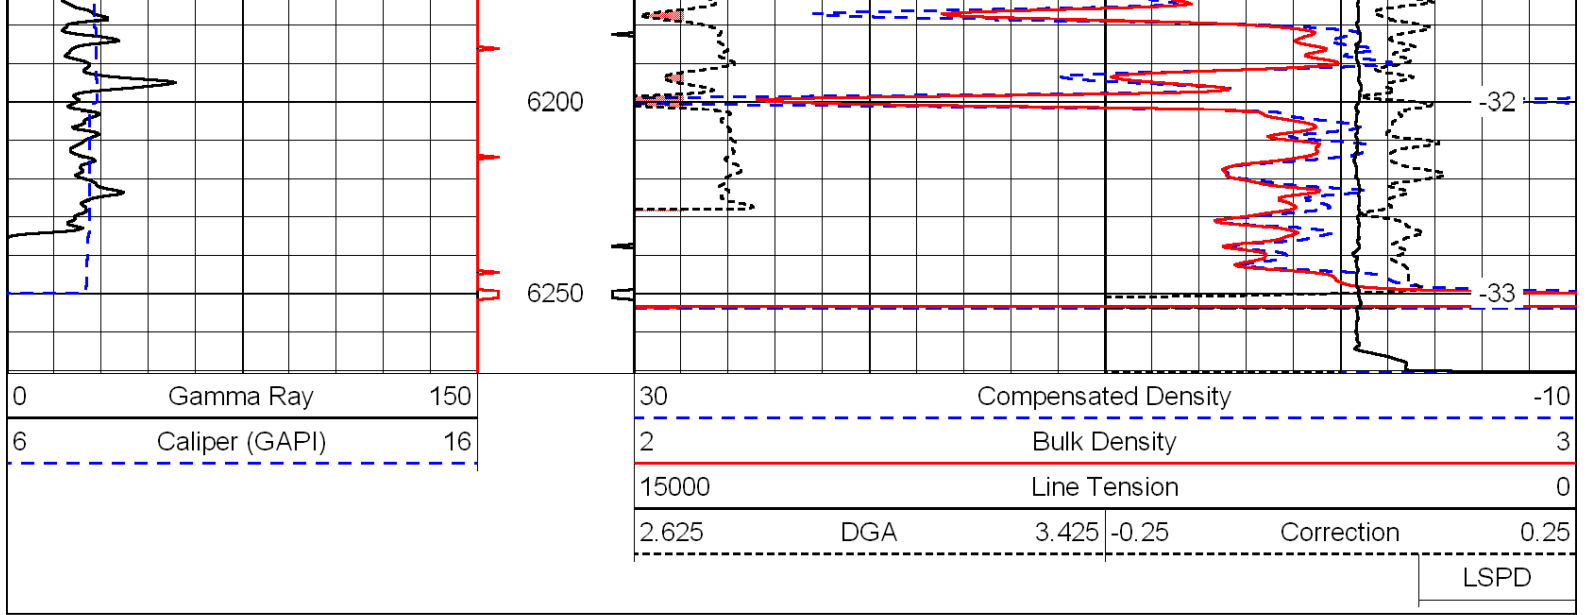 6200 -32
6250 -33
0 Gamma Ray 150
30 Compensated Density -10
6 Caliper (GAPI) 16
2 Bulk Density 3
15000 Line Tension 0
2.625 DGA 3.425 -0.25 Correction 0.25
LSPD